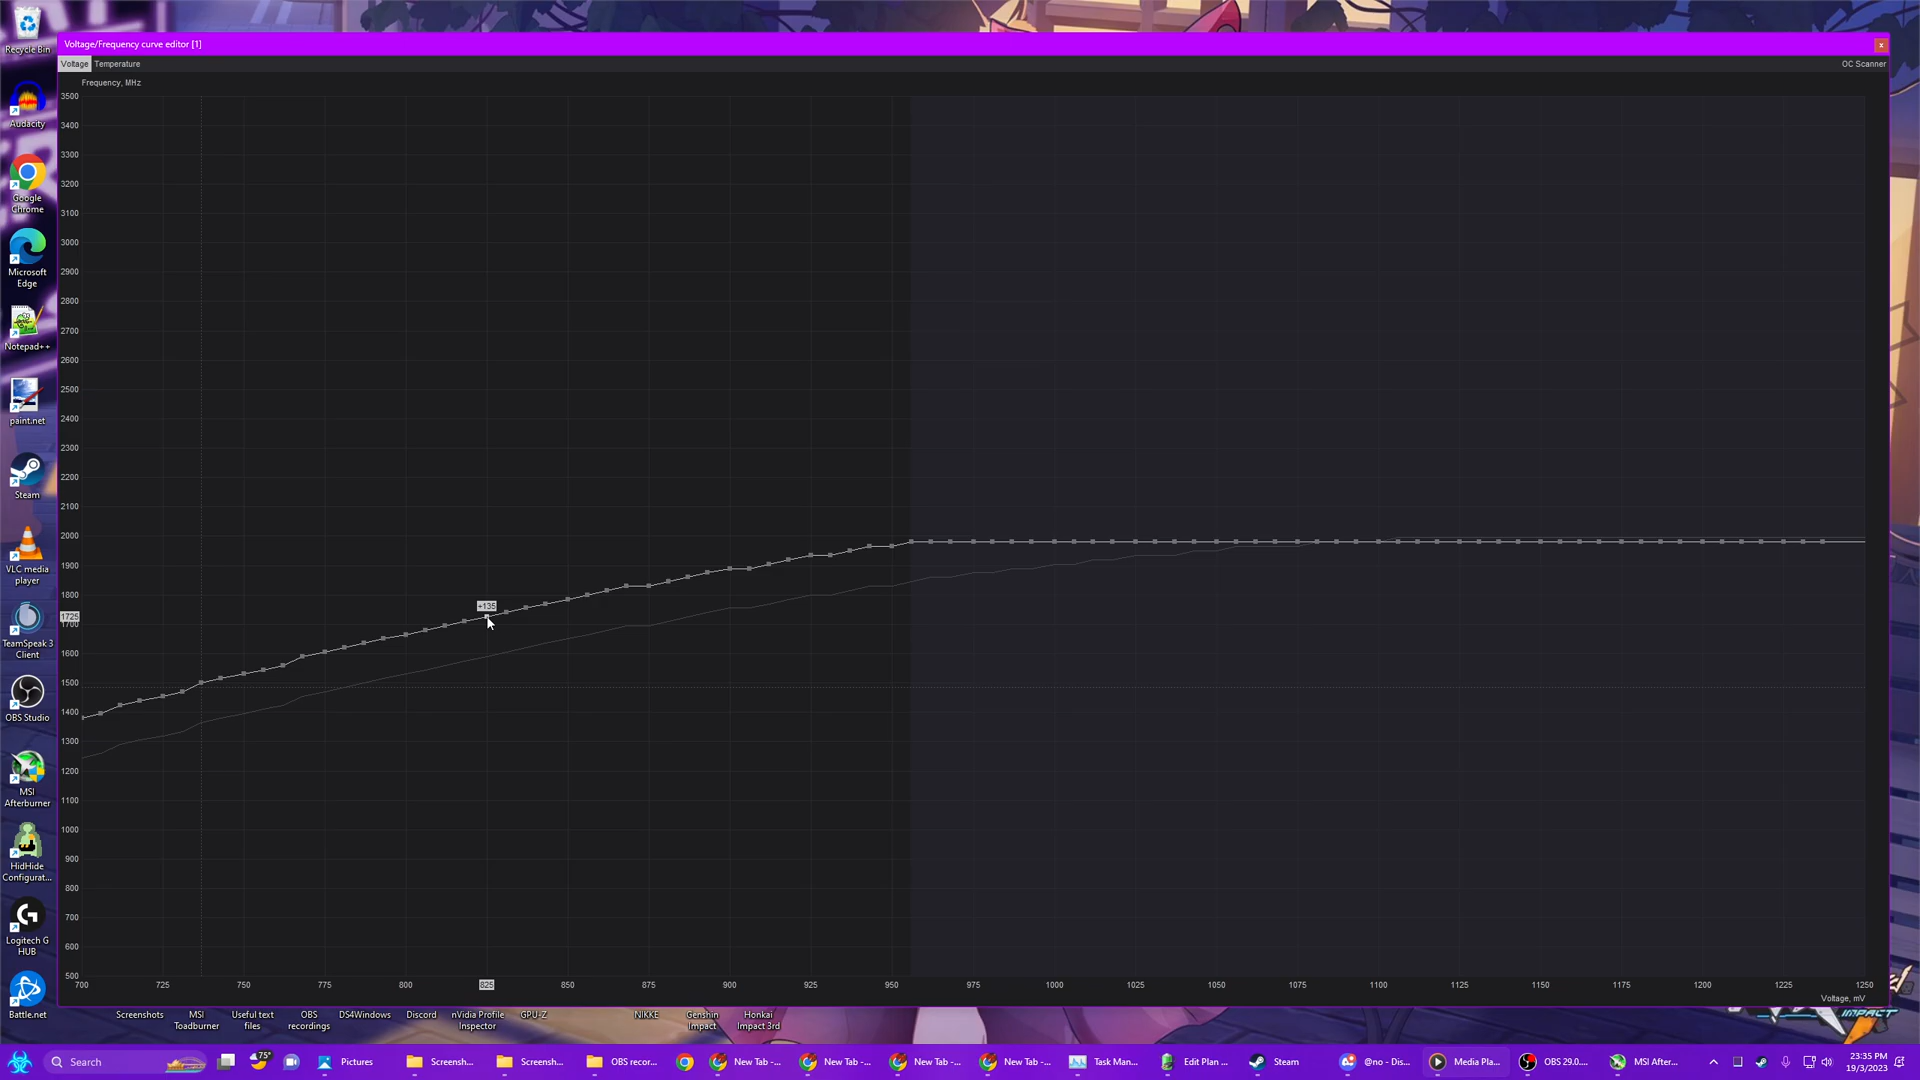 Voltage/Frequency curve editor [1]
x
Voltage Temperature
OC Scanner
Frequency, MHz
3500
3400
3300
3200
3100
3000
2900
2800
2700
2600
2500
2400
2300
2200
2100
2000
1900
1800
1725
1700
1600
1500
1400
1300
1200
1100
1000
900
800
700
600
500
+135
700 725 750 775 800 825 850 875 900 925 950 975 1000 1025 1050 1075 1100 1125 1150 1175 1200 1225 1250
Voltage, mV
Recycle Bin
Audacity
Google
Chrome
Microsoft
Edge
Notepad++
paint.net
Steam
VLC media
player
TeamSpeak 3
Client
OBS Studio
MSI
Afterburner
HidHide
Configurat...
Logitech G
HUB
Battle.net
Screenshots
MSI
Toadburner
Useful text
files
OBS
recordings
DS4Windows
Discord
nVidia Profile
Inspector
GPU-Z
NIKKE
Genshin
Impact
Honkai
Impact 3rd
IMPACT
Search
75°
Pictures
Screensh...
Screensh...
OBS recor...
New Tab -...
New Tab -...
New Tab -...
New Tab -...
Task Man...
Edit Plan ...
Steam
@no - Dis...
Media Pla...
OBS 29.0....
MSI After...
23:35 PM
19/3/2023